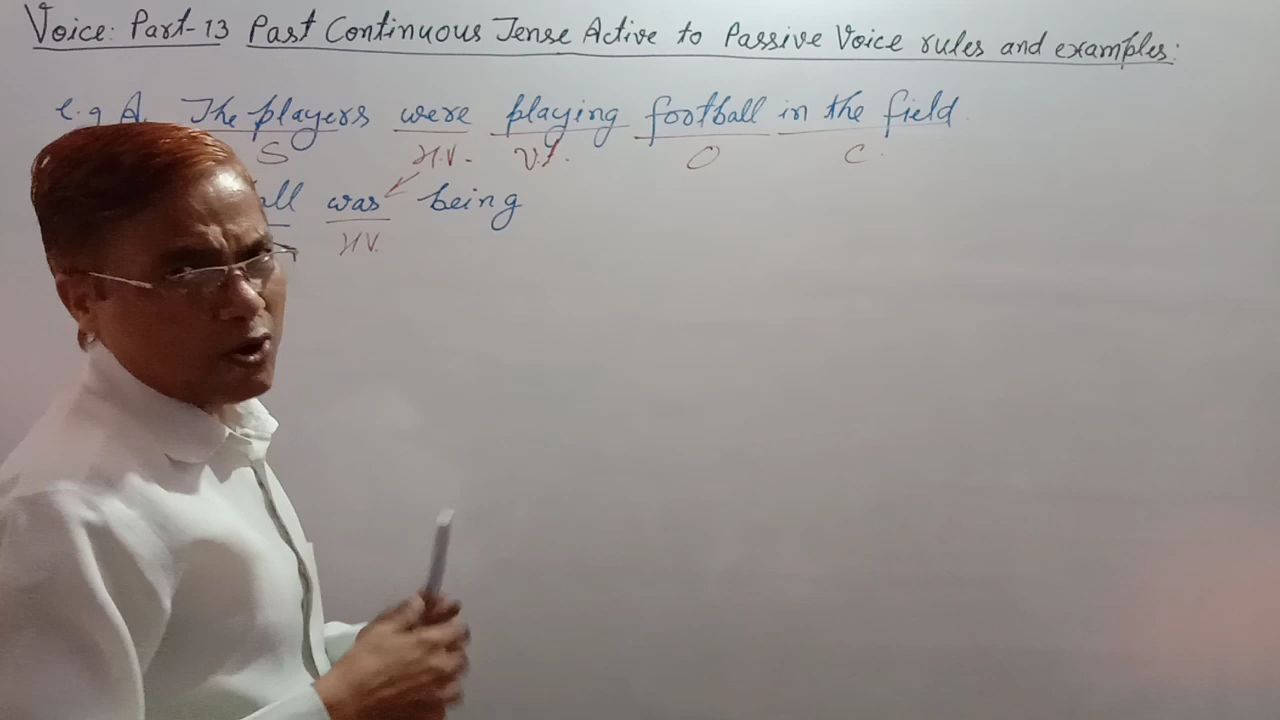 Voice: Part-13 Past Continuous Tense Active to Passive Voice rules and examples:
e.g A. The players were playing football in the field.
S H.V. V.I. O C.
all was being
H.V.